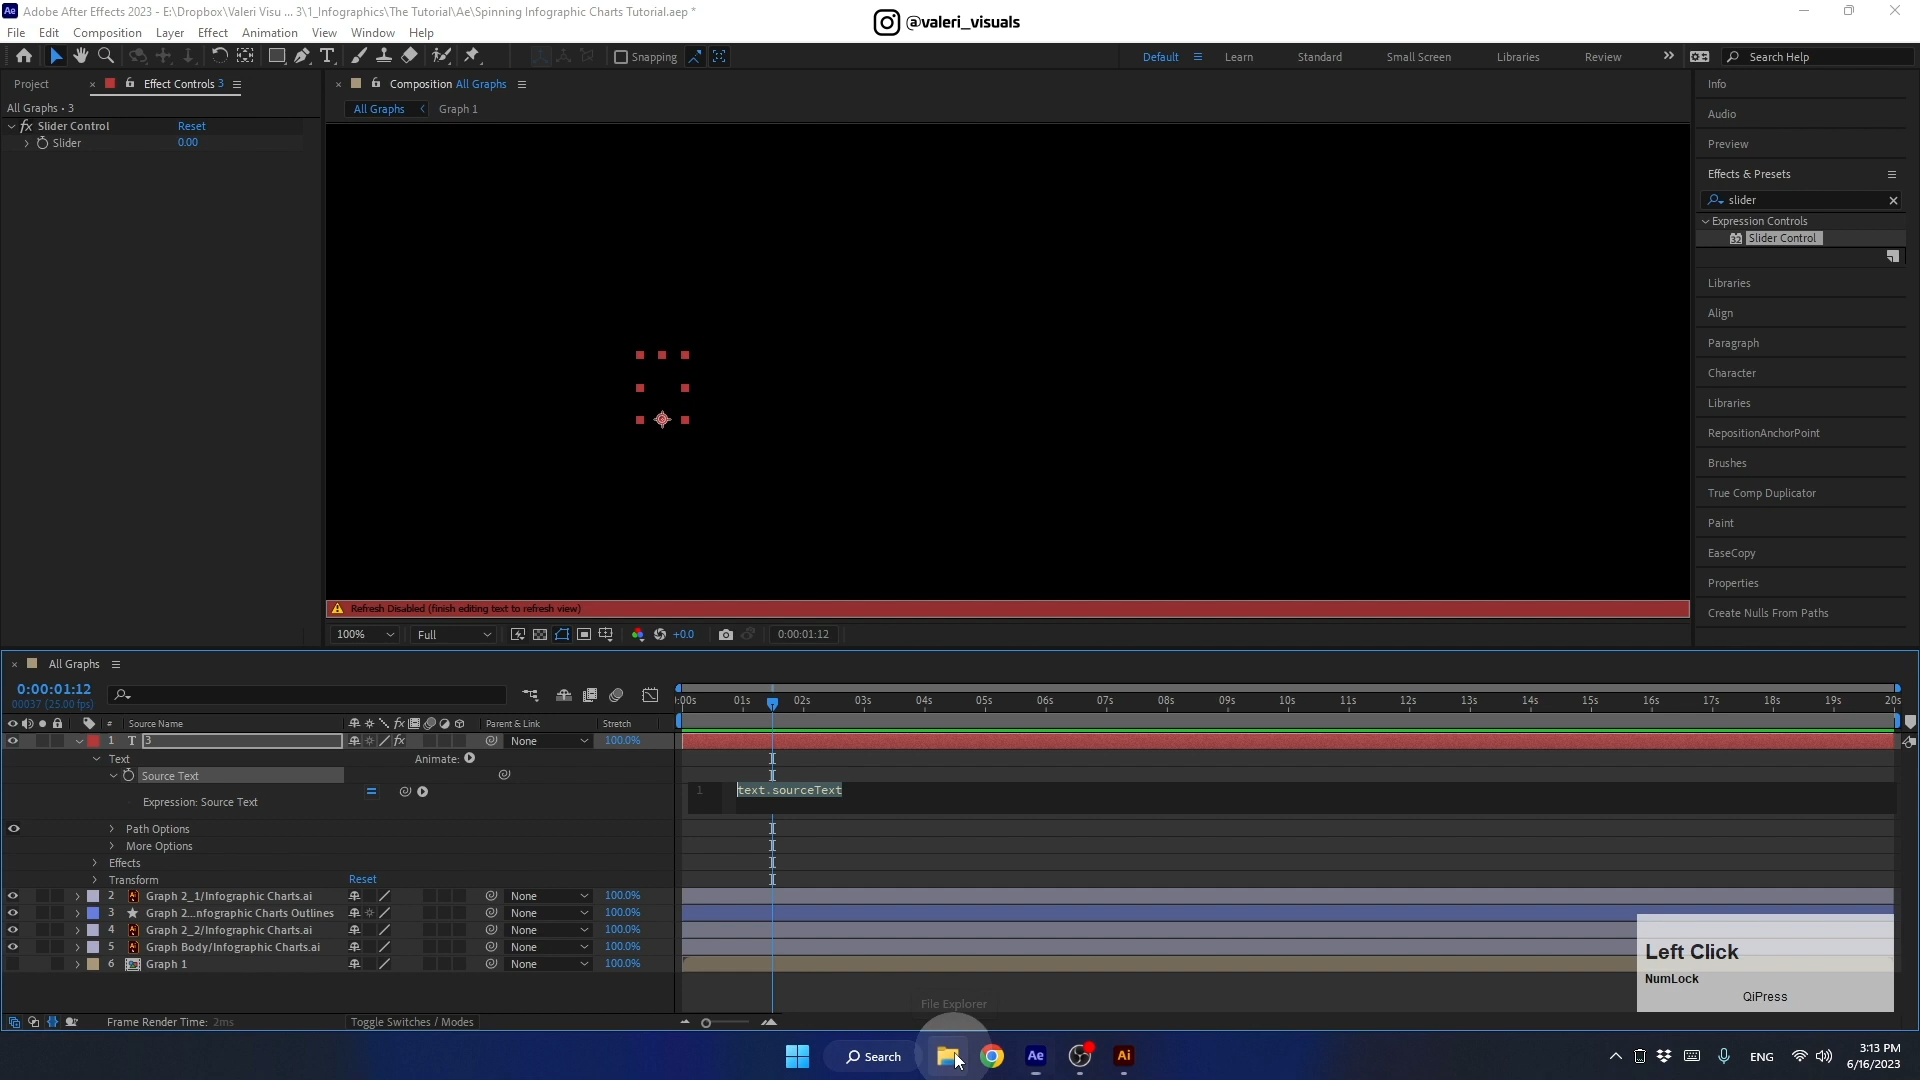 Ae Adobe After Effects 2023 - E:\Dropbox\Valeri Visu ... 3\1_Infographics\The Tutorial\Ae\Spinning Infographic Charts Tutorial.aep *
@valeri_visuals
File Edit Composition Layer Effect Animation View Window Help
Snapping
Default Learn Standard Small Screen Libraries Review Search Help
Project Effect Controls 3
Composition All Graphs
All Graphs • 3
All Graphs Graph 1
fx Slider Control Reset
Slider 0.00
Info
Audio
Preview
Effects & Presets
slider
Expression Controls
32 Slider Control
Libraries
Align
Paragraph
Character
Libraries
RepositionAnchorPoint
Brushes
True Comp Duplicator
Paint
EaseCopy
Properties
Create Nulls From Paths
Refresh Disabled (finish editing text to refresh view)
100% Full +0.0 0:00:01:12
All Graphs
0:00:01:12
00037 (25.00 fps)
:00s 01s 02s 03s 04s 05s 06s 07s 08s 09s 10s 11s 12s 13s 14s 15s 16s 17s 18s 19s 20s
# Source Name fx Parent & Link Stretch
1 T 3 fx None 100.0%
Text Animate:
Source Text
Expression: Source Text
1 text.sourceText
Path Options
More Options
Effects
Transform Reset
2 Ai Graph 2_1/Infographic Charts.ai None 100.0%
3 Graph 2...nfographic Charts Outlines None 100.0%
4 Ai Graph 2_2/Infographic Charts.ai None 100.0%
5 Ai Graph Body/Infographic Charts.ai None 100.0%
6 Graph 1 None 100.0%
Left Click
NumLock
QiPress
File Explorer
Frame Render Time: 2ms Toggle Switches / Modes
Search Ae Ai ENG 3:13 PM
6/16/2023